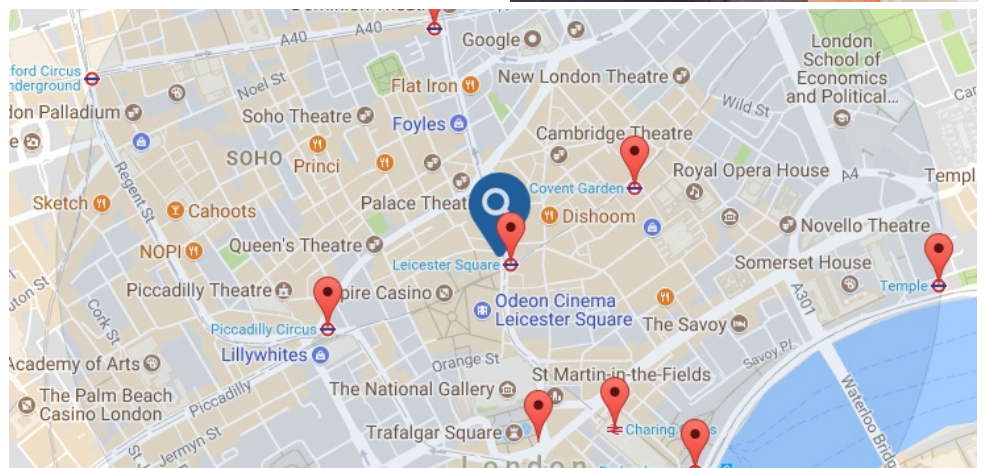 A40
A40
Google
ford Circus
nderground
Noel St
Flat Iron
New London Theatre
London
School of
Economics
and Political...
Wild St
don Palladium
Soho Theatre
Foyles
Cambridge Theatre
SOHO
Princi
Covent Garden
Royal Opera House
A4
Templ
Regent St
Sketch
Cahoots
Palace Theat
Dishoom
Novello Theatre
NOPI
Queen's Theatre
Leicester Square
Somerset House
Temple
Piccadilly Theatre
pire Casino
Odeon Cinema
Leicester Square
A301
Cork St
Piccadilly Circus
The Savoy
Lillywhites
Savoy Pl
Academy of Arts
Orange St
The Palm Beach
Casino London
Piccadilly
The National Gallery
St Martin-in-the-Fields
Waterloo Bridg
Jermyn St
Trafalgar Square
Charing
London